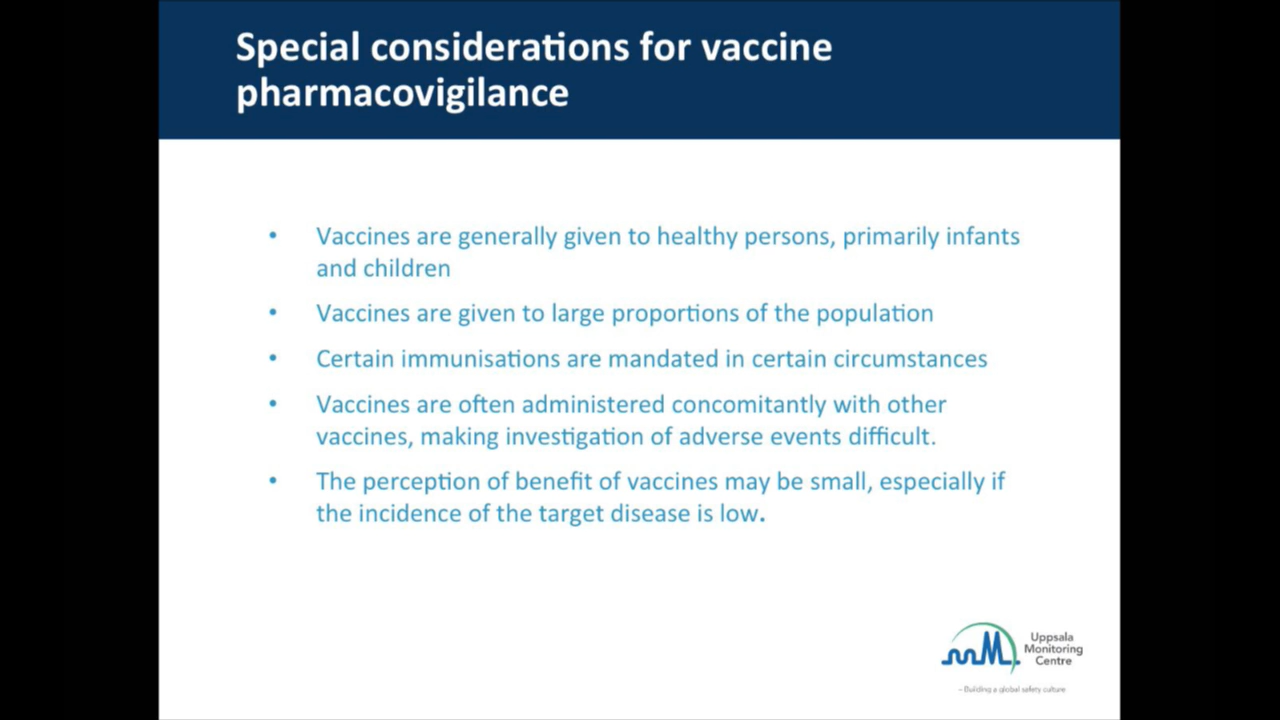 Special considerations for vaccine
pharmacovigilance
• Vaccines are generally given to healthy persons, primarily infants
and children
• Vaccines are given to large proportions of the population
• Certain immunisations are mandated in certain circumstances
• Vaccines are often administered concomitantly with other
vaccines, making investigation of adverse events difficult.
• The perception of benefit of vaccines may be small, especially if
the incidence of the target disease is low.
Uppsala
Monitoring
Centre
– Building a global safety culture